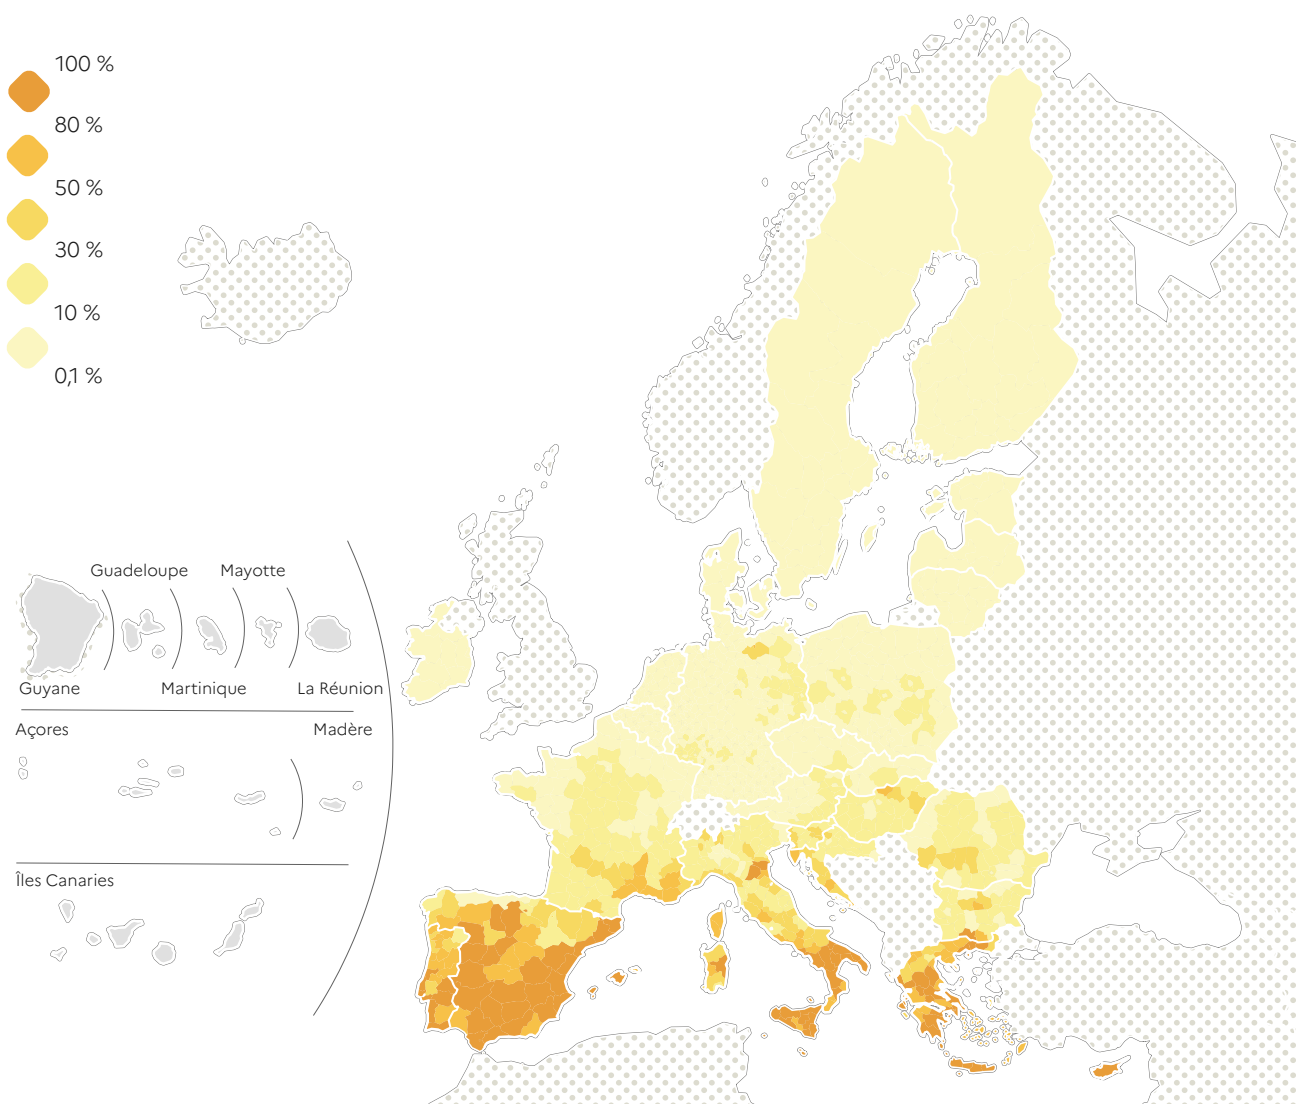 100 %
80 %
50 %
30 %
10 %
0,1 %
Guadeloupe
Mayotte
Guyane
Martinique
La Réunion
Açores
Madère
Îles Canaries